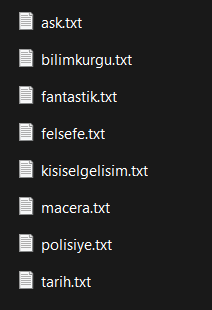 ask.txt
bilimkurgu.txt
fantastik.txt
felsefe.txt
kisiselgelisim.txt
macera.txt
polisiye.txt
tarih.txt